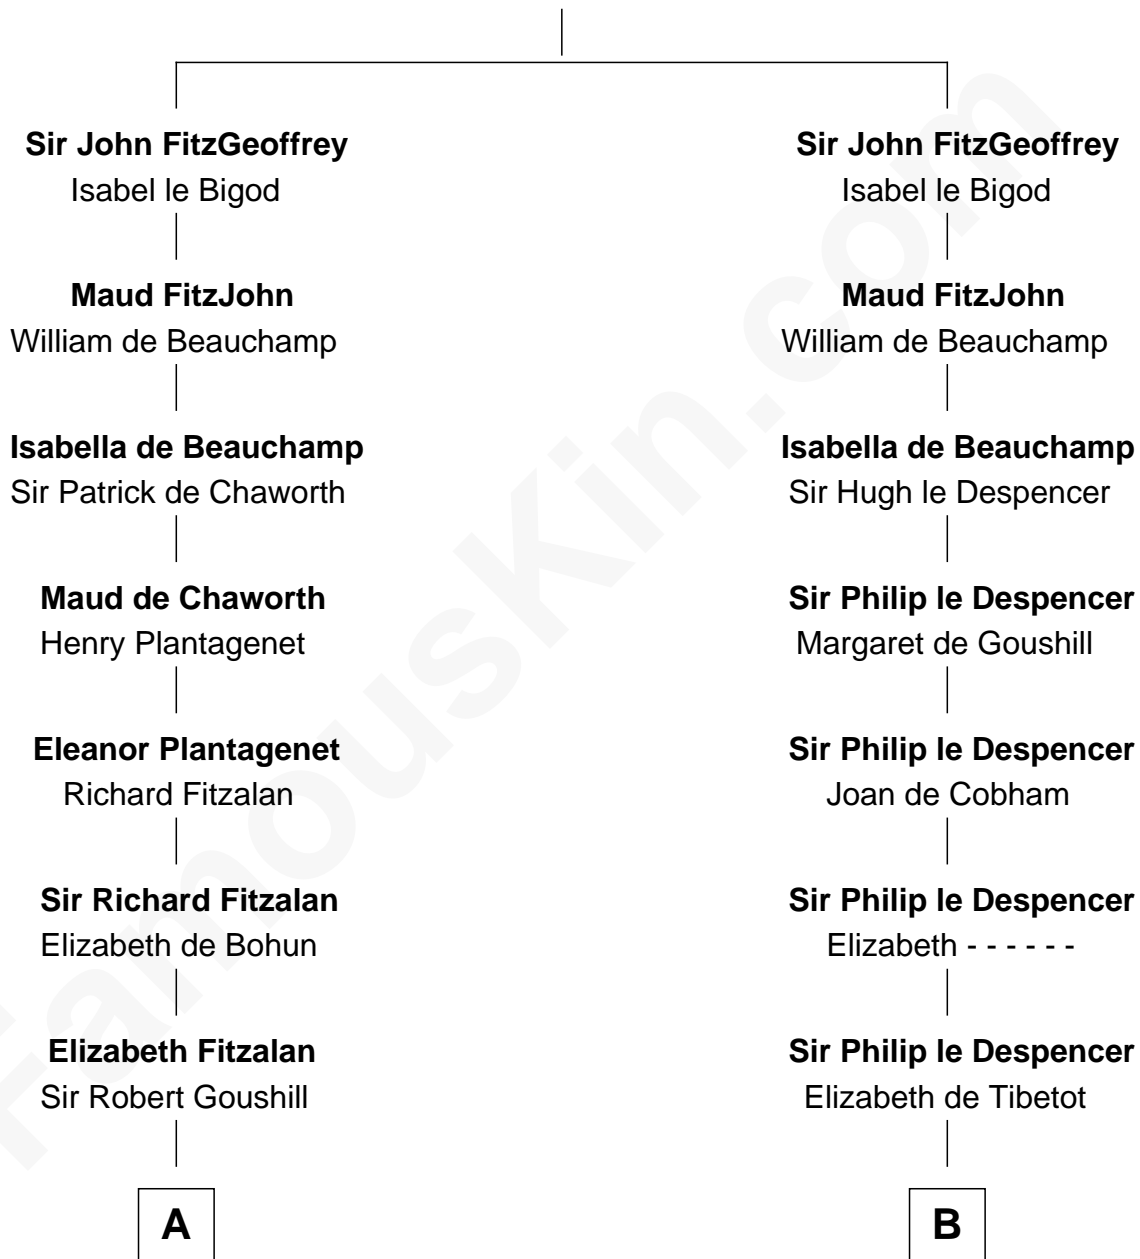 Sir John FitzGeoffrey
Isabel le Bigod
Maud FitzJohn
William de Beauchamp
Isabella de Beauchamp
Sir Patrick de Chaworth
Maud de Chaworth
Henry Plantagenet
Eleanor Plantagenet
Richard Fitzalan
Sir Richard Fitzalan
Elizabeth de Bohun
Elizabeth Fitzalan
Sir Robert Goushill
A
Sir John FitzGeoffrey
Isabel le Bigod
Maud FitzJohn
William de Beauchamp
Isabella de Beauchamp
Sir Hugh le Despencer
Sir Philip le Despencer
Margaret de Goushill
Sir Philip le Despencer
Joan de Cobham
Sir Philip le Despencer
Elizabeth - - - - - -
Sir Philip le Despencer
Elizabeth de Tibetot
B
FamousKin.com